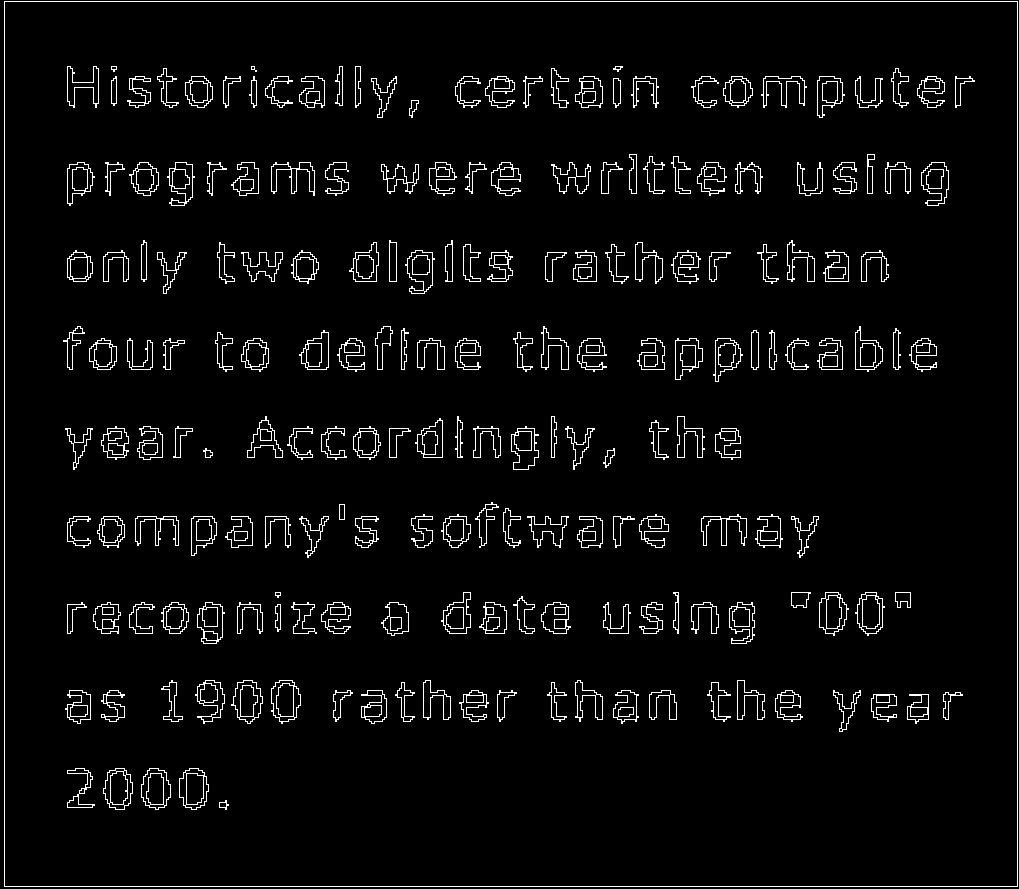 Historically, certain computer
programs were written using
only two digits rather than
four to define the applicable
year. Accordingly, the
company's software may
recognize a date using "00"
as 1900 rather than the year
2000.